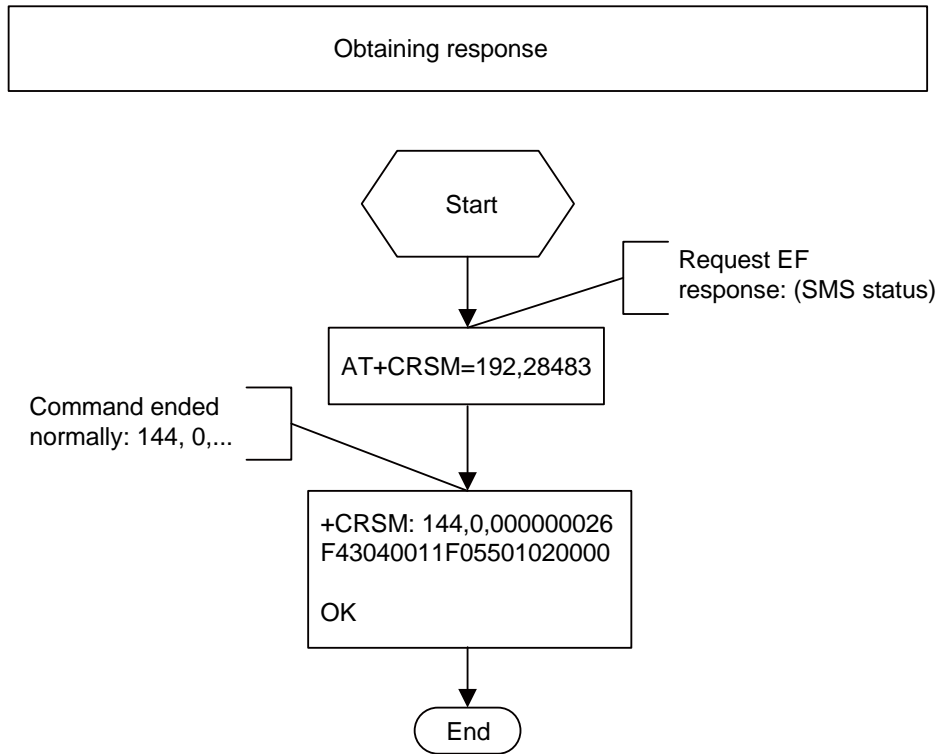 Obtaining response
Start
Request EF
response: (SMS status)
AT+CRSM=192,28483
Command ended
normally: 144, 0,...
+CRSM: 144,0,000000026
F43040011F05501020000
OK
End